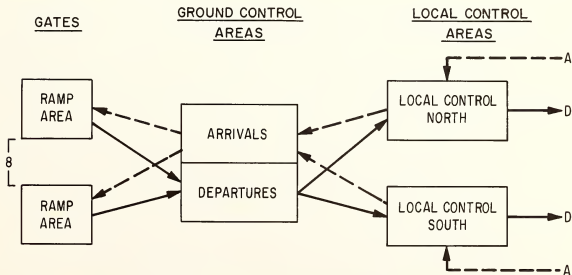 GATES
GROUND CONTROL
AREAS
LOCAL CONTROL
AREAS
RAMP
AREA
8
RAMP
AREA
ARRIVALS
DEPARTURES
A
LOCAL CONTROL
NORTH
D
LOCAL CONTROL
SOUTH
D
A